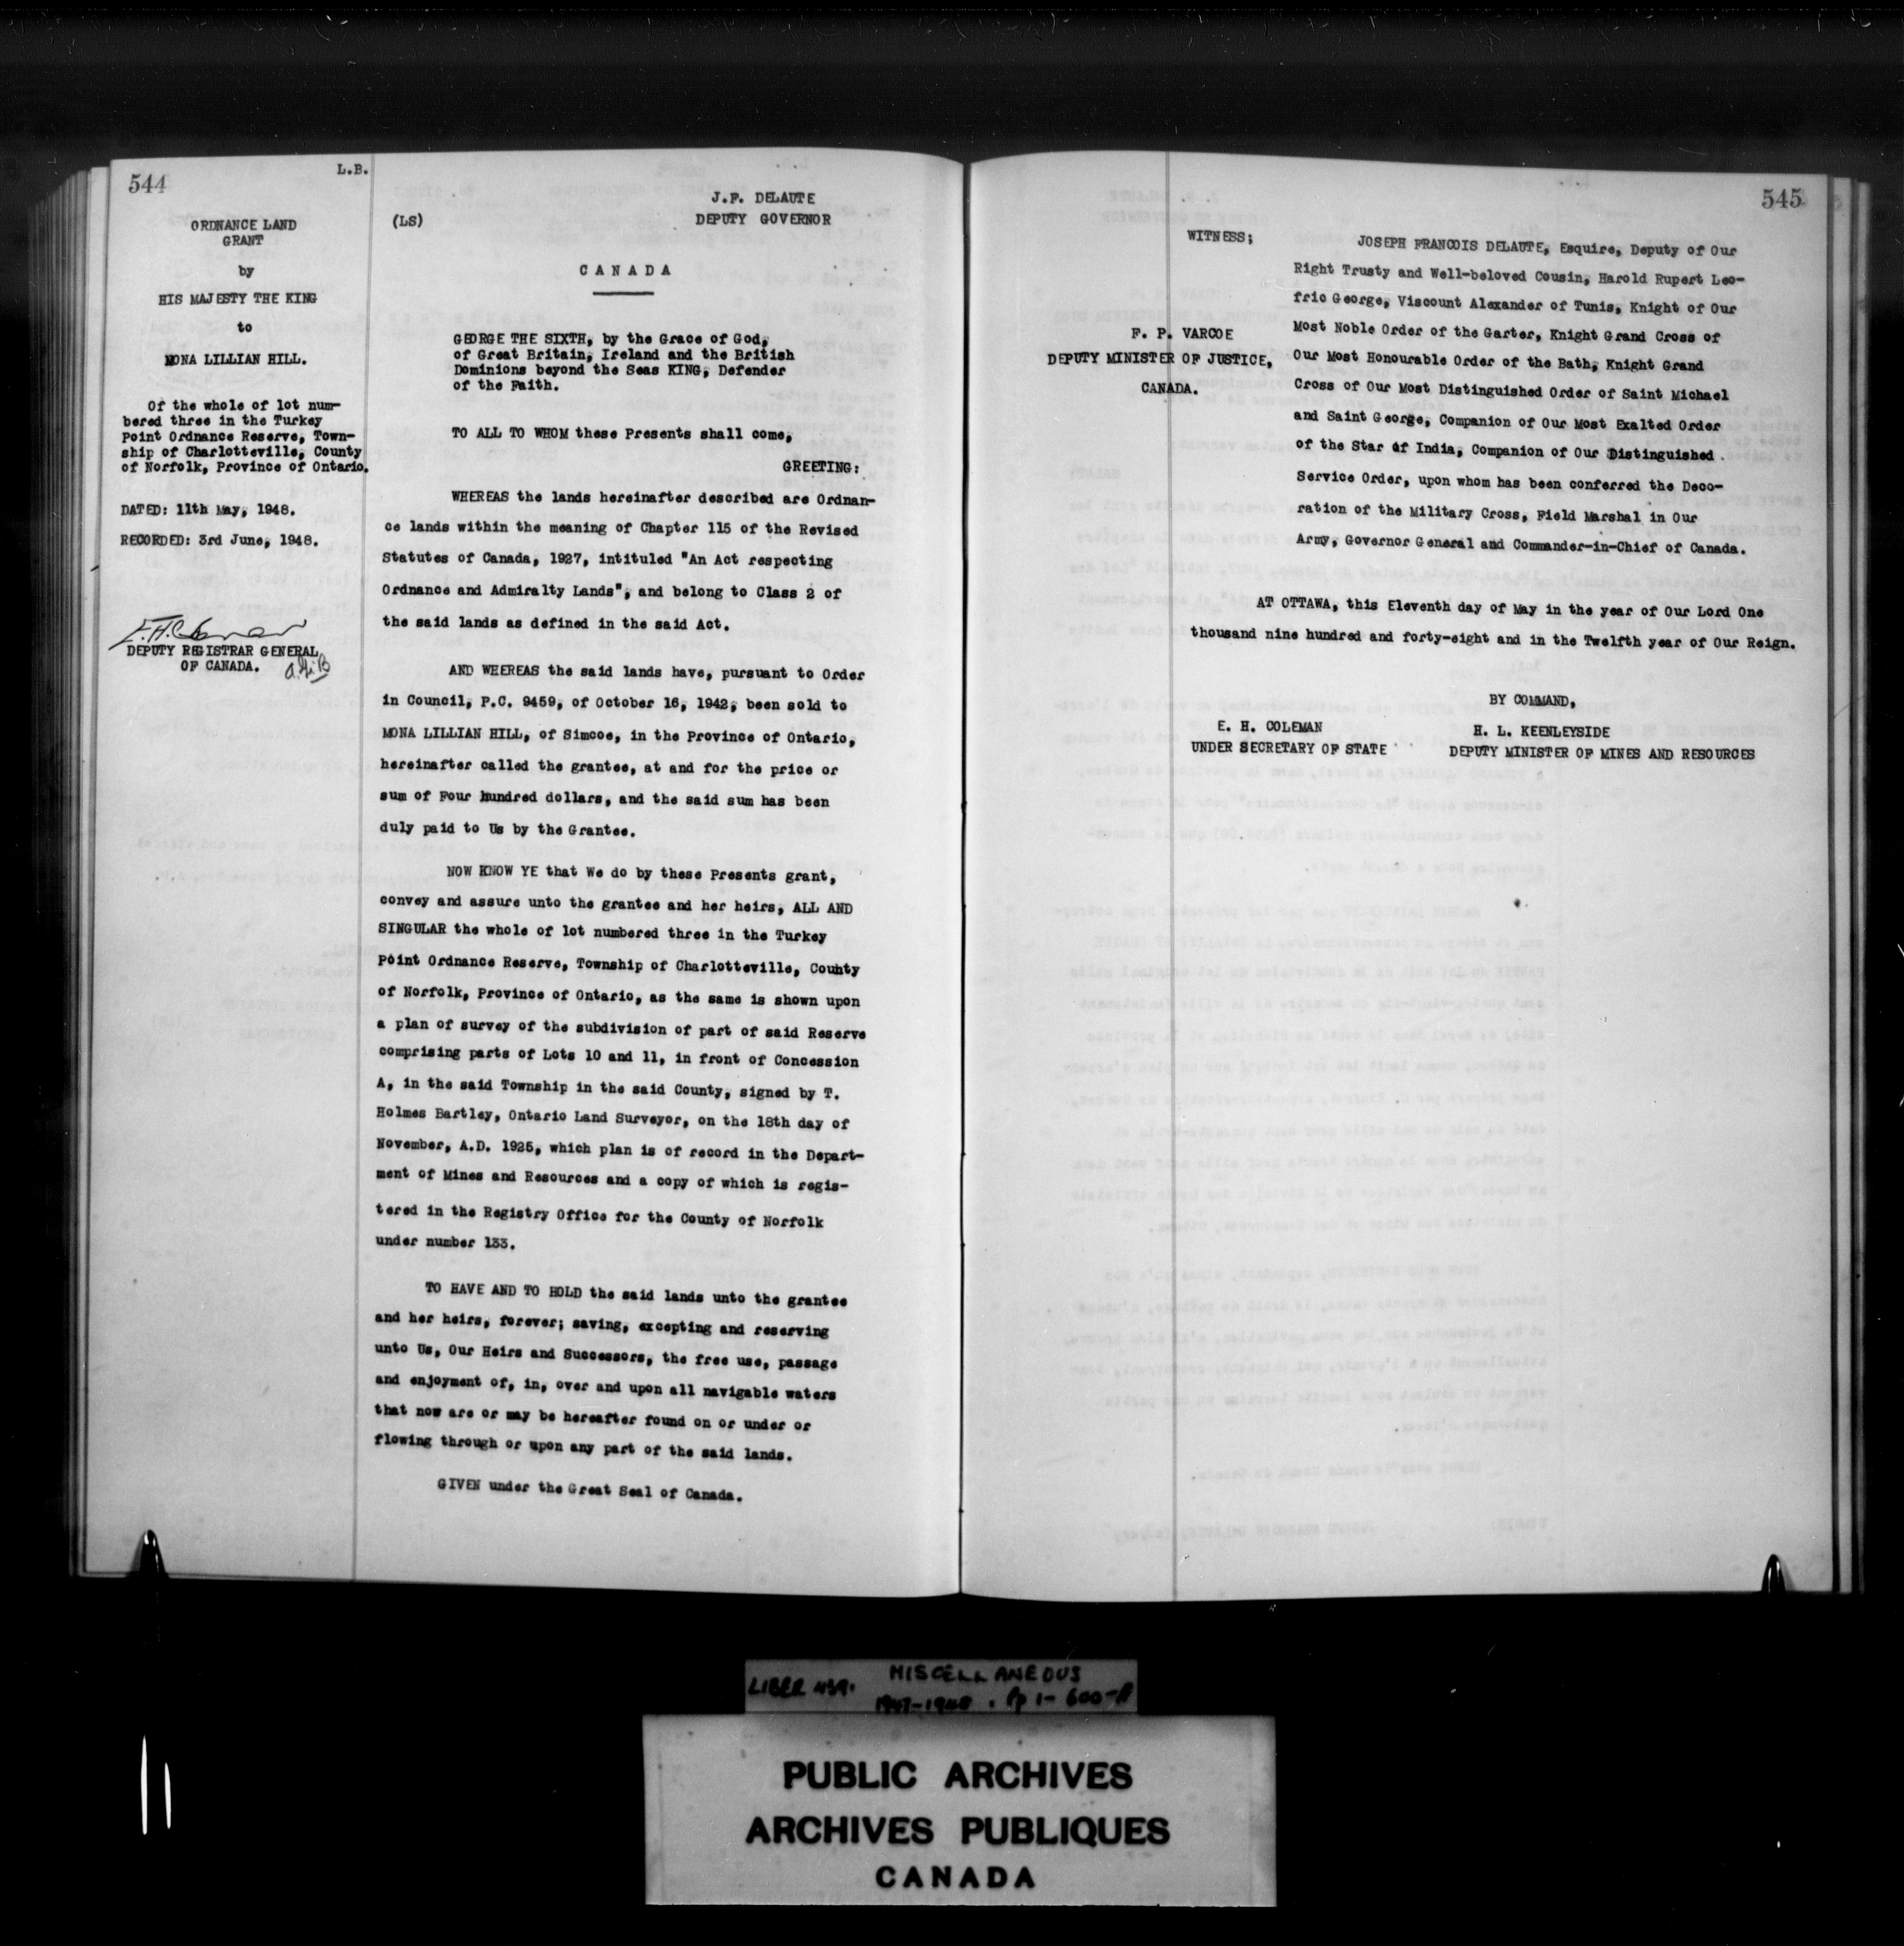 544
L.B.
ORDNANCE LAND
GRANT
by
HIS MAJESTY THE KING
to
MONA LILLIAN HILL.
Of the whole of lot num-
bered three in the Turkey
Point Ordnance Reserve, Town-
ship of Charlotteville, County
of Norfolk, Province of Ontario.
DATED: 11th May, 1948.
RECORDED: 3rd June, 1948.
DEPUTY REGISTRAR GENERAL
OF CANADA.
(LS)
J.F. DELAUTE
DEPUTY GOVERNOR
CANADA
GEORGE THE SIXTH, by the Grace of God,
of Great Britain, Ireland and the British
Dominions beyond the Seas KING, Defender
of the Faith.
TO ALL TO WHOM these Presents shall come,
GREETING:
WHEREAS the lands hereinafter described are Ordnan-
ce lands within the meaning of Chapter 115 of the Revised
Statutes of Canada, 1927, intituled "An Act respecting
Ordnance and Admiralty Lands", and belong to Class 2 of
the said lands as defined in the said Act.
AND WHEREAS the said lands have, pursuant to Order
in Council, P.C. 9459, of October 16, 1942, been sold to
MONA LILLIAN HILL, of Simcoe, in the Province of Ontario,
hereinafter called the grantee, at and for the price or
sum of Four hundred dollars, and the said sum has been
duly paid to Us by the Grantee.
NOW KNOW YE that We do by these Presents grant,
convey and assure unto the grantee and her heirs, ALL AND
SINGULAR the whole of lot numbered three in the Turkey
Point Ordnance Reserve, Township of Charlotteville, County
of Norfolk, Province of Ontario, as the same is shown upon
a plan of survey of the subdivision of part of said Reserve
comprising parts of Lots 10 and 11, in front of Concession
A, in the said Township in the said County, signed by T.
Holmes Bartley, Ontario Land Surveyor, on the 18th day of
November, A.D. 1925, which plan is of record in the Depart-
ment of Mines and Resources and a copy of which is regis-
tered in the Registry Office for the County of Norfolk
under number 133.
TO HAVE AND TO HOLD the said lands unto the grantee
and her heirs, forever; saving, excepting and reserving
unto Us, Our Heirs and Successors, the free use, passage
and enjoyment of, in, over and upon all navigable waters
that now are or may be hereafter found on or under or
flowing through or upon any part of the said lands.
GIVEN under the Great Seal of Canada.
545
WITNESS;
F. P. VARCOE
DEPUTY MINISTER OF JUSTICE,
CANADA.
JOSEPH FRANCOIS DELAUTE, Esquire, Deputy of Our
Right Trusty and Well-beloved Cousin, Harold Rupert Leo-
fric George, Viscount Alexander of Tunis, Knight of Our
Most Noble Order of the Garter, Knight Grand Cross of
Our Most Honourable Order of the Bath, Knight Grand
Cross of Our Most Distinguished Order of Saint Michael
and Saint George, Companion of Our Most Exalted Order
of the Star of India, Companion of Our Distinguished
Service Order, upon whom has been conferred the Deco-
ration of the Military Cross, Field Marshal in Our
Army, Governor General and Commander-in-Chief of Canada.
AT OTTAWA, this Eleventh day of May in the year of Our Lord One
thousand nine hundred and forty-eight and in the Twelfth year of Our Reign.
BY COMMAND,
E. H. COLEMAN
UNDER SECRETARY OF STATE
H. L. KEENLEYSIDE
DEPUTY MINISTER OF MINES AND RESOURCES
LIBER MISCELLANEOUS
1947-1948. Pp 1-600-A
PUBLIC ARCHIVES
ARCHIVES PUBLIQUES
CANADA